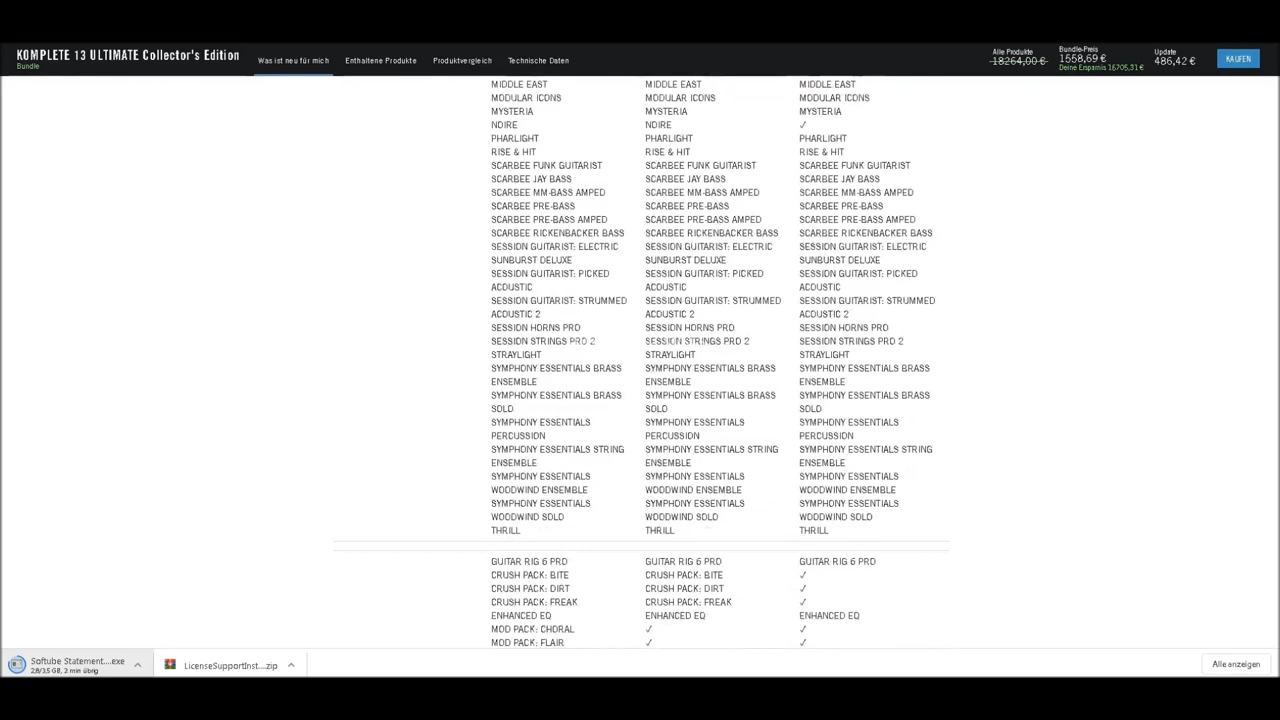 KOMPLETE 13 ULTIMATE Collector's Edition
Bundle
Was ist neu für mich Enthaltene Produkte Produktvergleich Technische Daten
Alle Produkte
18264,00 €
Bundle-Preis
1558,69 €
Deine Ersparnis 16705,31 €
Update
486,42 €
KAUFEN
MIDDLE EAST MIDDLE EAST MIDDLE EAST
MODULAR ICONS MODULAR ICONS MODULAR ICONS
MYSTERIA MYSTERIA MYSTERIA
NOIRE NOIRE ✓
PHARLIGHT PHARLIGHT PHARLIGHT
RISE & HIT RISE & HIT RISE & HIT
SCARBEE FUNK GUITARIST SCARBEE FUNK GUITARIST SCARBEE FUNK GUITARIST
SCARBEE JAY BASS SCARBEE JAY BASS SCARBEE JAY BASS
SCARBEE MM-BASS AMPED SCARBEE MM-BASS AMPED SCARBEE MM-BASS AMPED
SCARBEE PRE-BASS SCARBEE PRE-BASS SCARBEE PRE-BASS
SCARBEE PRE-BASS AMPED SCARBEE PRE-BASS AMPED SCARBEE PRE-BASS AMPED
SCARBEE RICKENBACKER BASS SCARBEE RICKENBACKER BASS SCARBEE RICKENBACKER BASS
SESSION GUITARIST: ELECTRIC SESSION GUITARIST: ELECTRIC SESSION GUITARIST: ELECTRIC
SUNBURST DELUXE SUNBURST DELUXE SUNBURST DELUXE
SESSION GUITARIST: PICKED SESSION GUITARIST: PICKED SESSION GUITARIST: PICKED
ACOUSTIC ACOUSTIC ACOUSTIC
SESSION GUITARIST: STRUMMED SESSION GUITARIST: STRUMMED SESSION GUITARIST: STRUMMED
ACOUSTIC 2 ACOUSTIC 2 ACOUSTIC 2
SESSION HORNS PRO SESSION HORNS PRO SESSION HORNS PRO
SESSION STRINGS PRO 2 SESSION STRINGS PRO 2 SESSION STRINGS PRO 2
STRAYLIGHT STRAYLIGHT STRAYLIGHT
SYMPHONY ESSENTIALS BRASS SYMPHONY ESSENTIALS BRASS SYMPHONY ESSENTIALS BRASS
ENSEMBLE ENSEMBLE ENSEMBLE
SYMPHONY ESSENTIALS BRASS SYMPHONY ESSENTIALS BRASS SYMPHONY ESSENTIALS BRASS
SOLO SOLO SOLO
SYMPHONY ESSENTIALS SYMPHONY ESSENTIALS SYMPHONY ESSENTIALS
PERCUSSION PERCUSSION PERCUSSION
SYMPHONY ESSENTIALS STRING SYMPHONY ESSENTIALS STRING SYMPHONY ESSENTIALS STRING
ENSEMBLE ENSEMBLE ENSEMBLE
SYMPHONY ESSENTIALS SYMPHONY ESSENTIALS SYMPHONY ESSENTIALS
WOODWIND ENSEMBLE WOODWIND ENSEMBLE WOODWIND ENSEMBLE
SYMPHONY ESSENTIALS SYMPHONY ESSENTIALS SYMPHONY ESSENTIALS
WOODWIND SOLO WOODWIND SOLO WOODWIND SOLO
THRILL THRILL THRILL
GUITAR RIG 6 PRO GUITAR RIG 6 PRO GUITAR RIG 6 PRO
CRUSH PACK: BITE CRUSH PACK: BITE ✓
CRUSH PACK: DIRT CRUSH PACK: DIRT ✓
CRUSH PACK: FREAK CRUSH PACK: FREAK ✓
ENHANCED EQ ENHANCED EQ ENHANCED EQ
MOD PACK: CHORAL ✓ ✓
MOD PACK: FLAIR ✓ ✓
Softube Statement....exe
2,8/3,5 GB, 2 min übrig
LicenseSupportInst....zip
Alle anzeigen